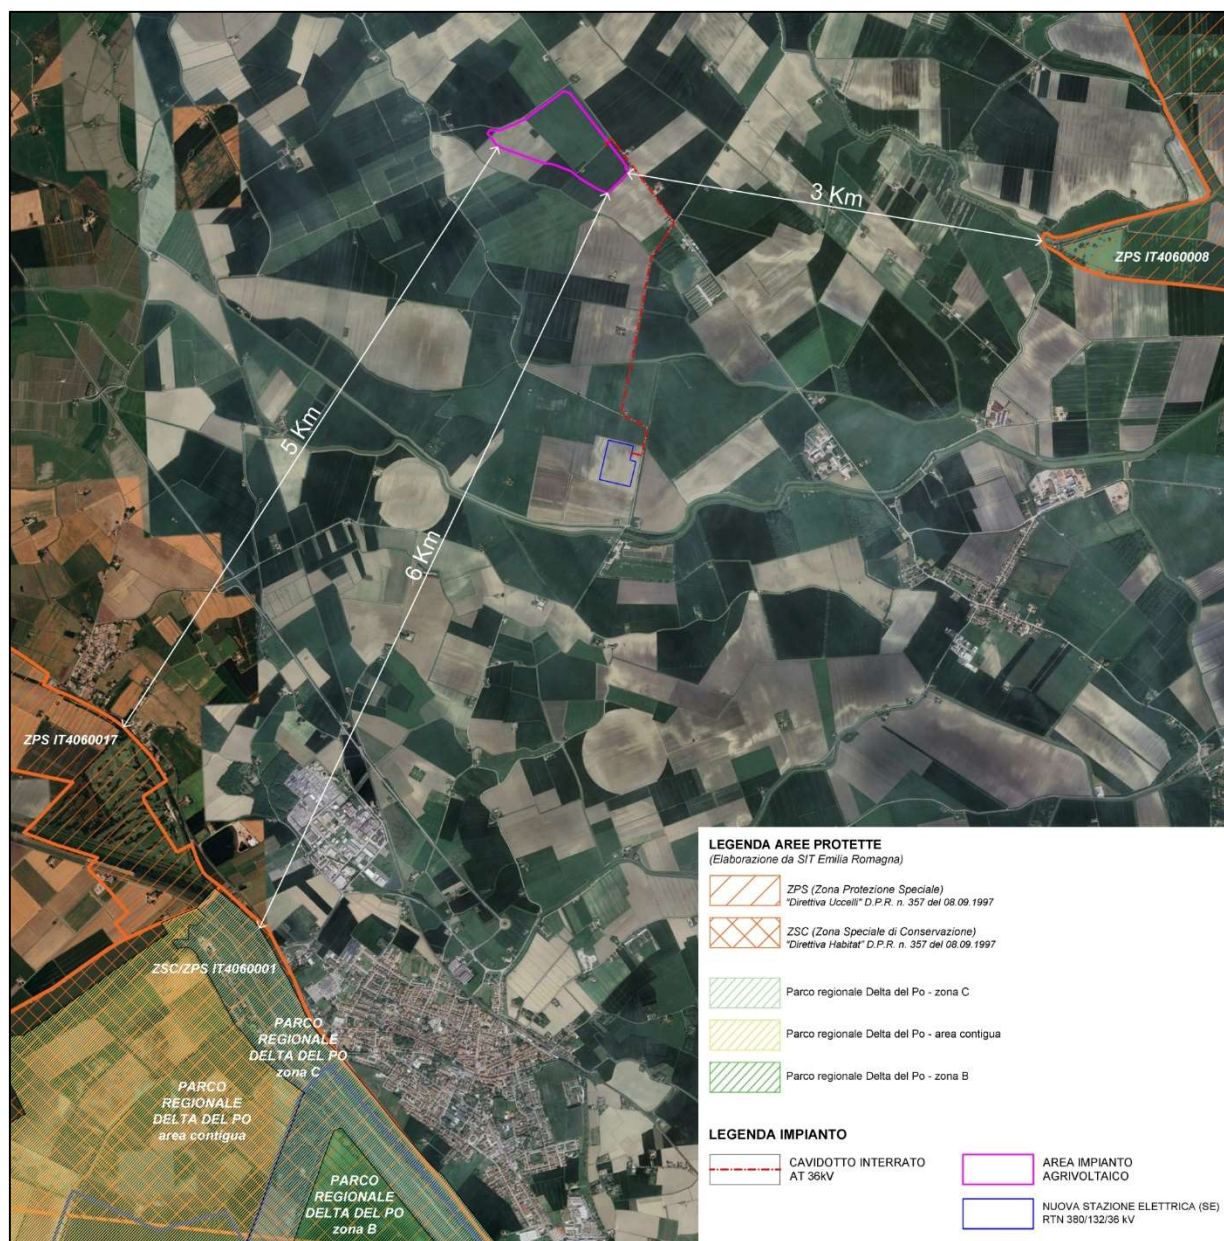 3 Km
ZPS IT4060008
5 Km
6 Km
ZPS IT4060017
ZSC/ZPS IT4060001
PARCO
REGIONALE
DELTA DEL PO
zona C
PARCO
REGIONALE
DELTA DEL PO
area contigua
PARCO
REGIONALE
DELTA DEL PO
zona B
LEGENDA AREE PROTETTE
(Elaborazione da SIT Emilia Romagna)
ZPS (Zona Protezione Speciale)
"Direttiva Uccelli" D.P.R. n. 357 del 08.09.1997
ZSC (Zona Speciale di Conservazione)
"Direttiva Habitat" D.P.R. n. 357 del 08.09.1997
Parco regionale Delta del Po - zona C
Parco regionale Delta del Po - area contigua
Parco regionale Delta del Po - zona B
LEGENDA IMPIANTO
CAVIDOTTO INTERRATO
AT 36kV
AREA IMPIANTO
AGRIVOLTAICO
NUOVA STAZIONE ELETTRICA (SE)
RTN 380/132/36 kV